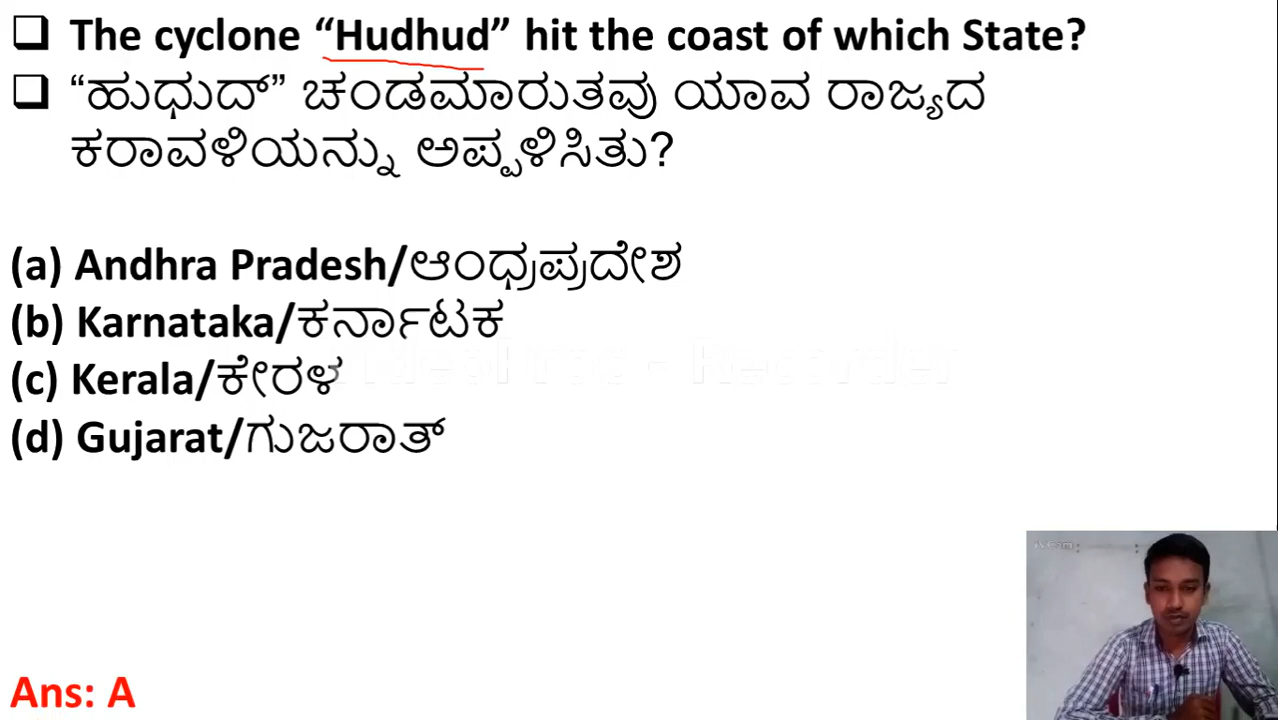 The cyclone “Hudhud” hit the coast of which State?
“ಹುಧುದ್” ಚಂಡಮಾರುತವು ಯಾವ ರಾಜ್ಯದ
ಕರಾವಳಿಯನ್ನು ಅಪ್ಪಳಿಸಿತು?
(a) Andhra Pradesh/ಆಂಧ್ರಪ್ರದೇಶ
(b) Karnataka/ಕರ್ನಾಟಕ
(c) Kerala/ಕೇರಳ
(d) Gujarat/ಗುಜರಾತ್
Ans: A